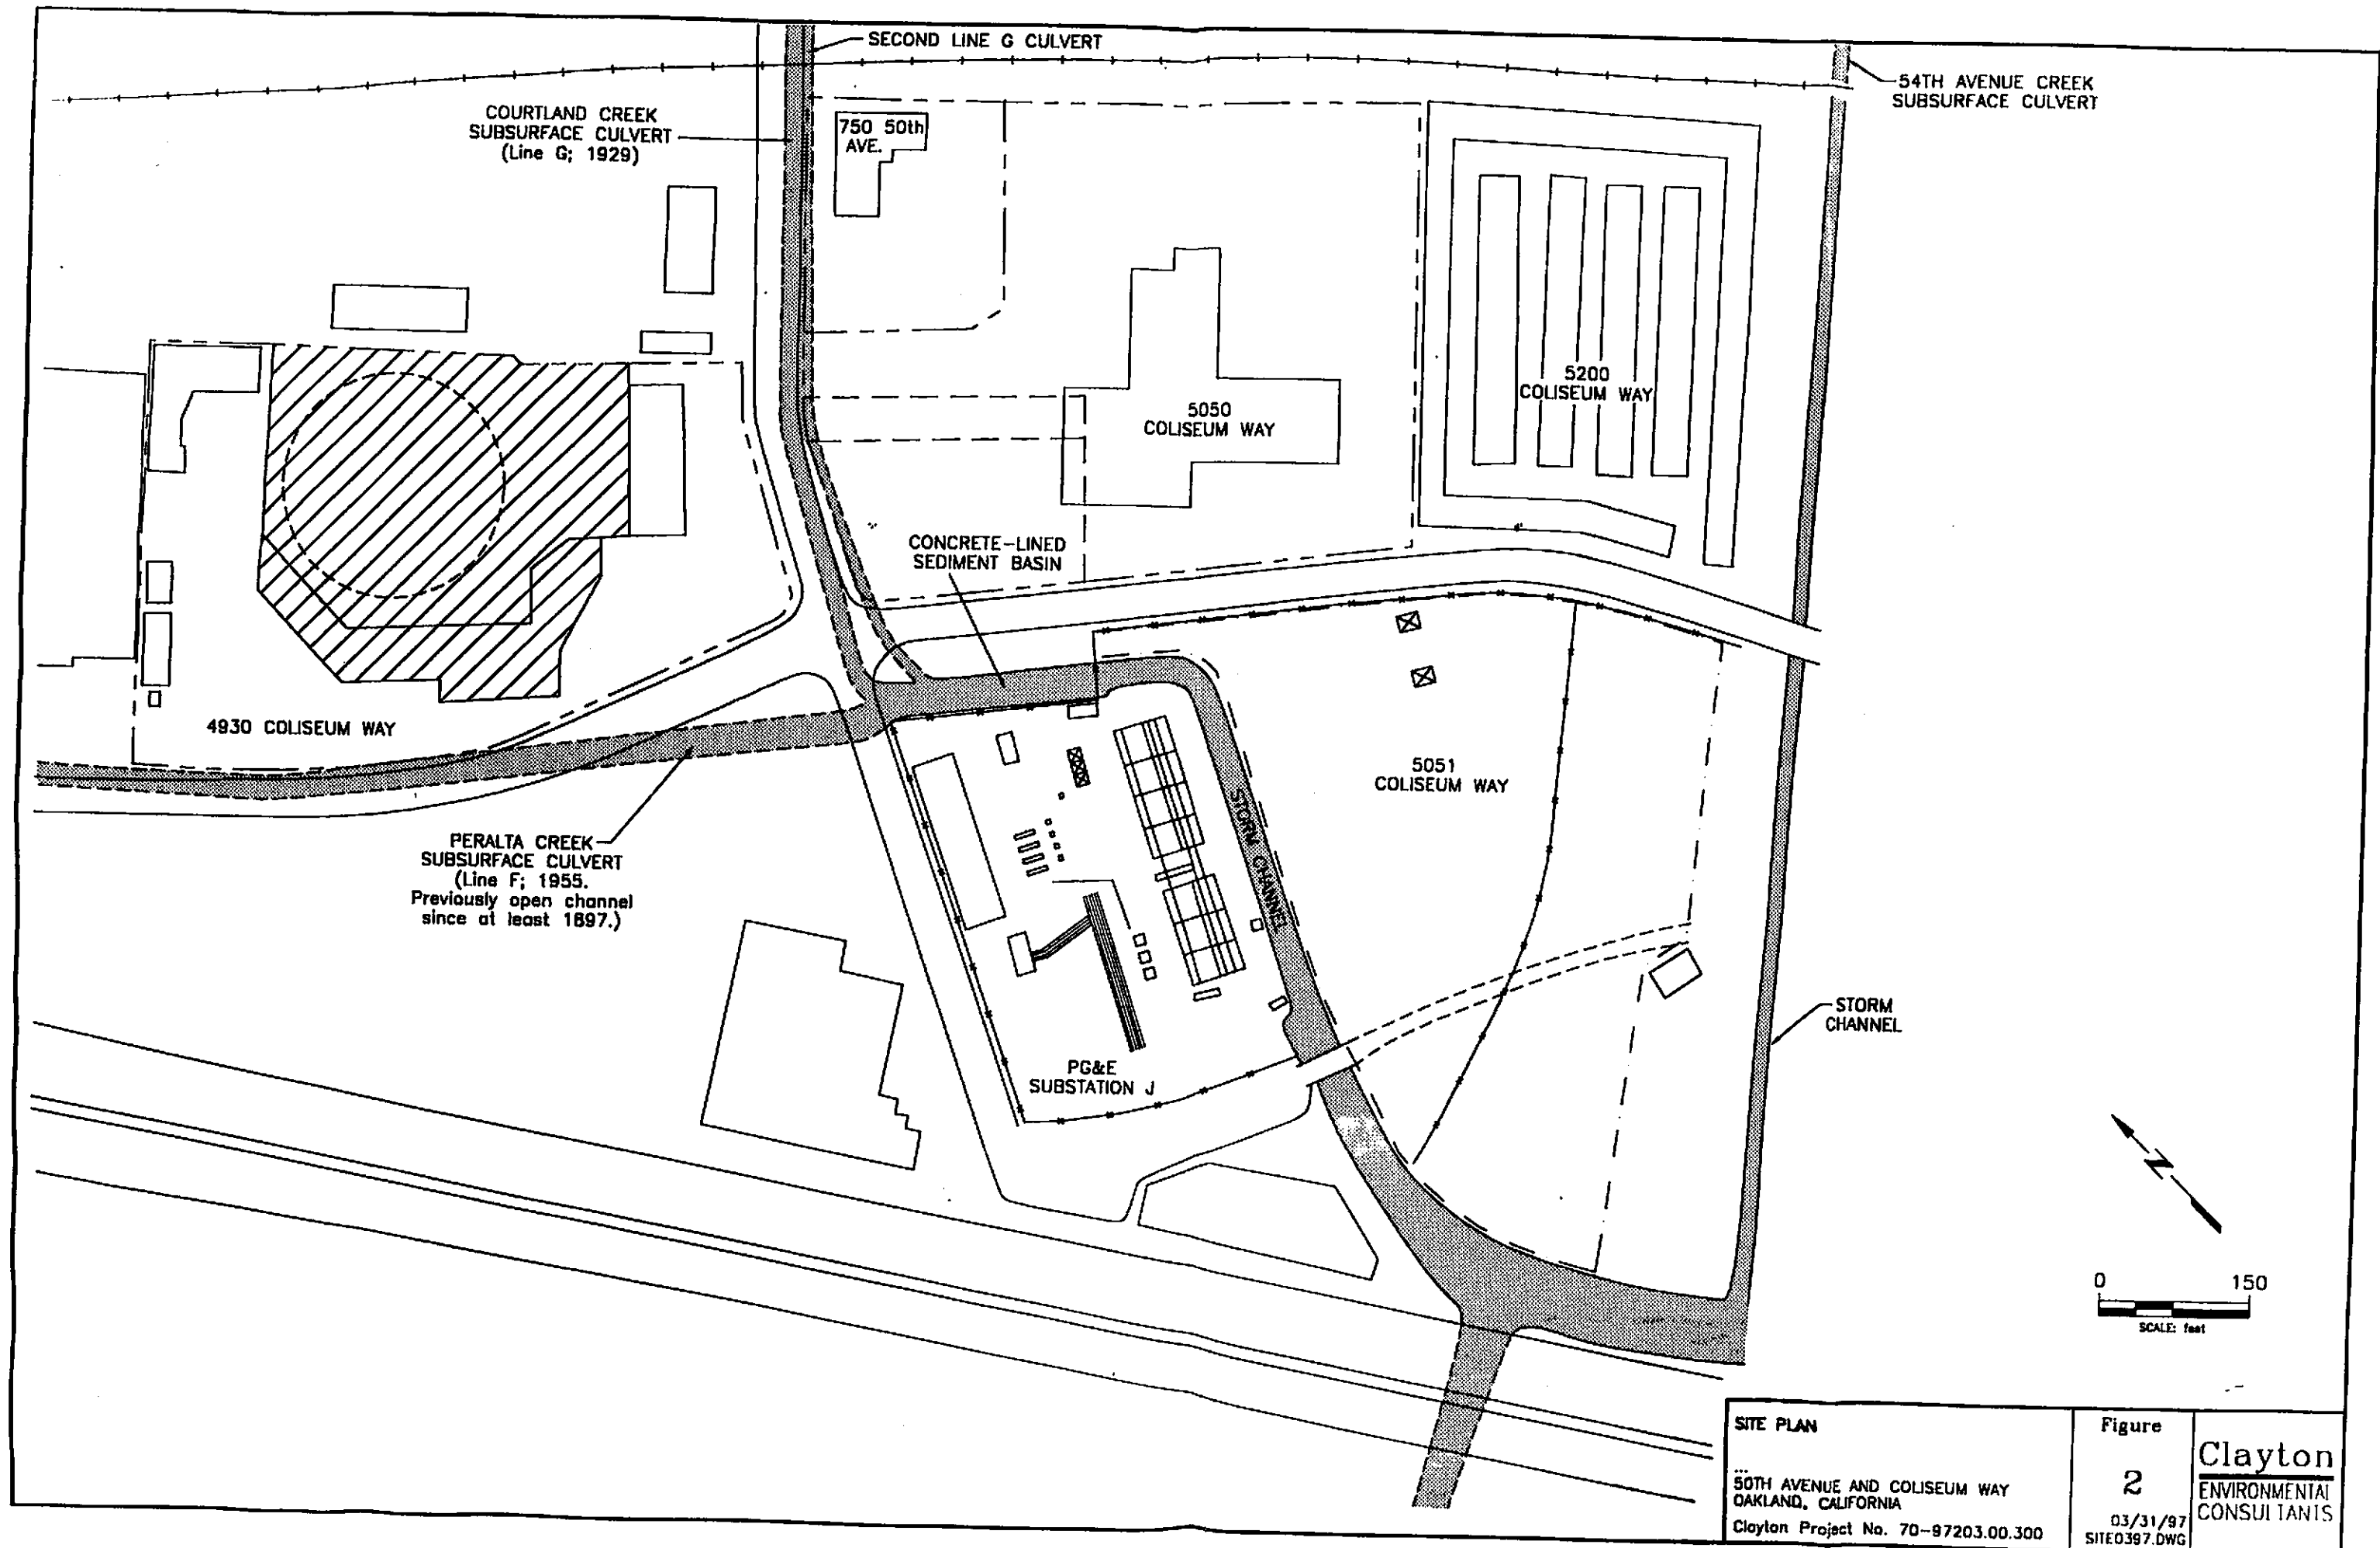 SECOND LINE G CULVERT
54TH AVENUE CREEK
SUBSURFACE CULVERT
COURTLAND CREEK
SUBSURFACE CULVERT
(Line G; 1929)
750 50th
AVE.
5200
COLISEUM WAY
5050
COLISEUM WAY
CONCRETE-LINED
SEDIMENT BASIN
4930 COLISEUM WAY
5051
COLISEUM WAY
STORM CHANNEL
PERALTA CREEK
SUBSURFACE CULVERT
(Line F; 1955.
Previously open channel
since at least 1897.)
STORM
CHANNEL
PG&E
SUBSTATION J
N
0 150
SCALE: feet
SITE PLAN
...
50TH AVENUE AND COLISEUM WAY
OAKLAND, CALIFORNIA
Clayton Project No. 70-97203.00.300
Figure
2
03/31/97
SITE0397.DWG
Clayton
ENVIRONMENTAL
CONSULTANTS